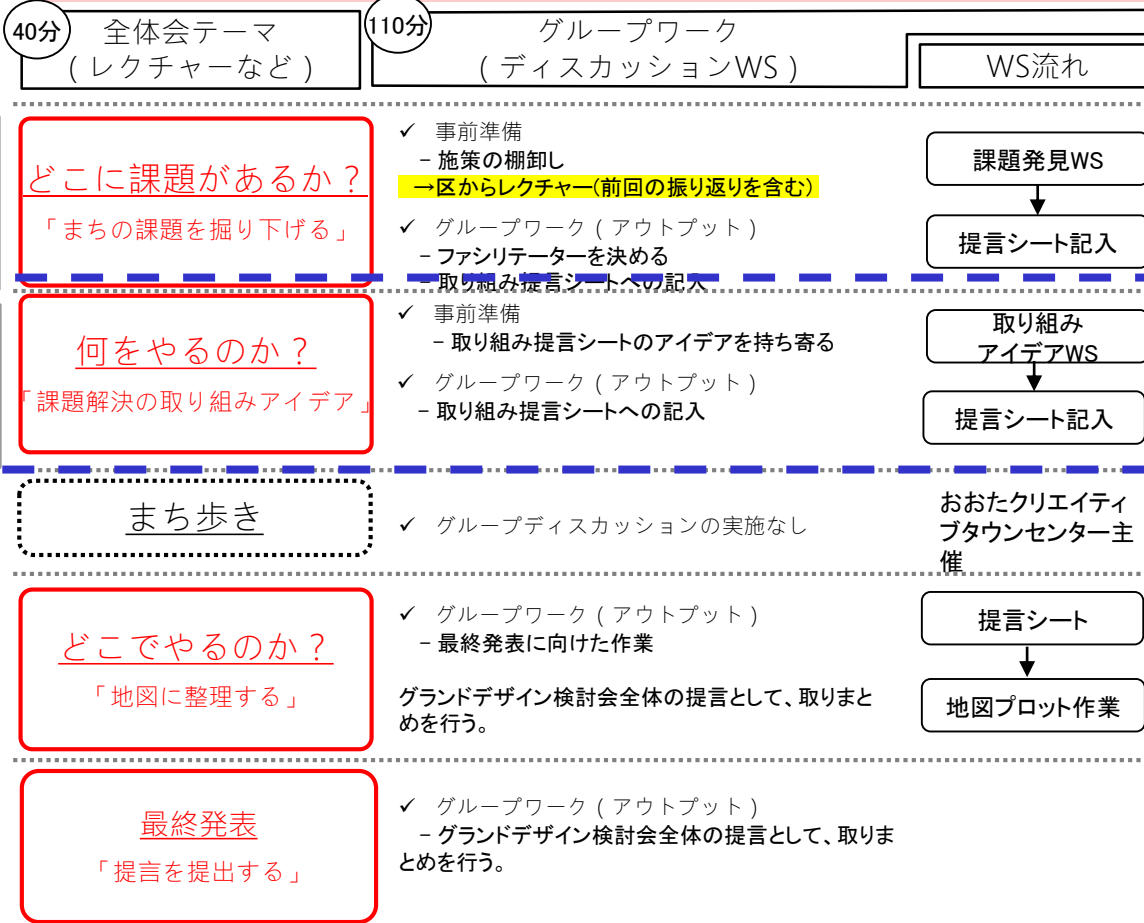 40分
全体会テーマ
(レクチャーなど)
110分
グループワーク
(ディスカッションWS)
WS流れ
どこに課題があるか？
「まちの課題を掘り下げる」
✓ 事前準備
－施策の棚卸し
→区からレクチャー(前回の振り返りを含む)
✓ グループワーク(アウトプット)
－ファシリテーターを決める
－取り組み提言シートへの記入
課題発見WS
提言シート記入
何をやるのか？
「課題解決の取り組みアイデア」
✓ 事前準備
－取り組み提言シートのアイデアを持ち寄る
✓ グループワーク(アウトプット)
－取り組み提言シートへの記入
取り組み
アイデアWS
提言シート記入
まち歩き
✓ グループディスカッションの実施なし
おおたクリエイティ
ブタウンセンター主
催
どこでやるのか？
「地図に整理する」
✓ グループワーク(アウトプット)
－最終発表に向けた作業
グランドデザイン検討会全体の提言として、取りまと
めを行う。
提言シート
地図プロット作業
最終発表
「提言を提出する」
✓ グループワーク(アウトプット)
－グランドデザイン検討会全体の提言として、取りま
とめを行う。